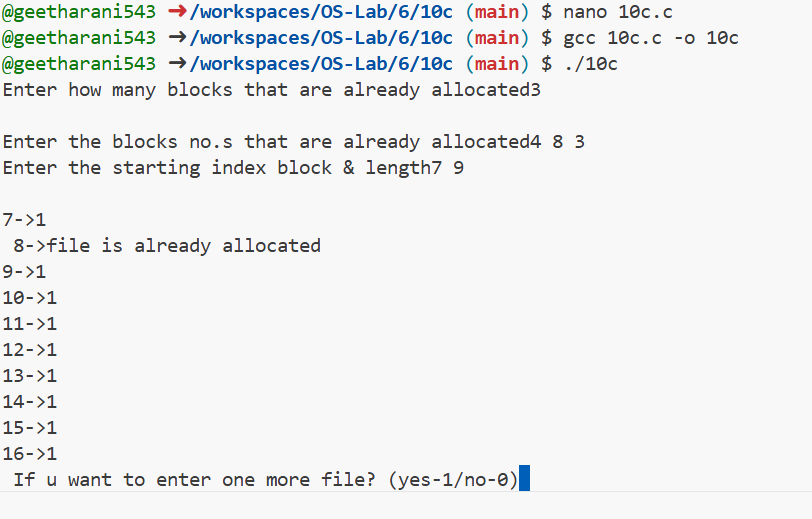 @geetharani543 ➜/workspaces/OS-Lab/6/10c (main) $ nano 10c.c
@geetharani543 ➜/workspaces/OS-Lab/6/10c (main) $ gcc 10c.c -o 10c
@geetharani543 ➜/workspaces/OS-Lab/6/10c (main) $ ./10c
Enter how many blocks that are already allocated3
Enter the blocks no.s that are already allocated4 8 3
Enter the starting index block & length7 9
7->1
8->file is already allocated
9->1
10->1
11->1
12->1
13->1
14->1
15->1
16->1
If u want to enter one more file? (yes-1/no-0)